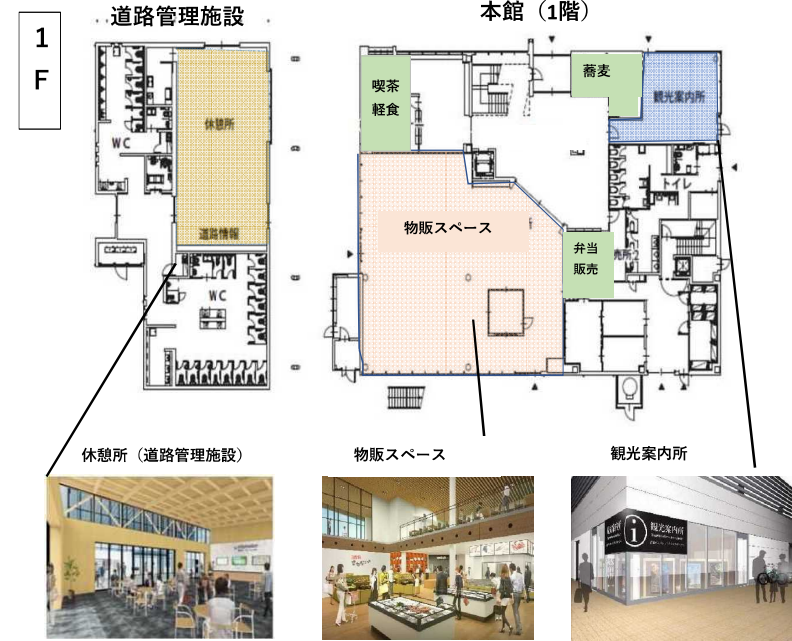 道路管理施設
本館（1階）
1
F
喫茶
軽食
蕎麦
観光案内所
休憩所
WC
トイレ
道路情報
物販スペース
弁当
販売
売所2
WC
休憩所（道路管理施設）
物販スペース
観光案内所
i
観光案内所